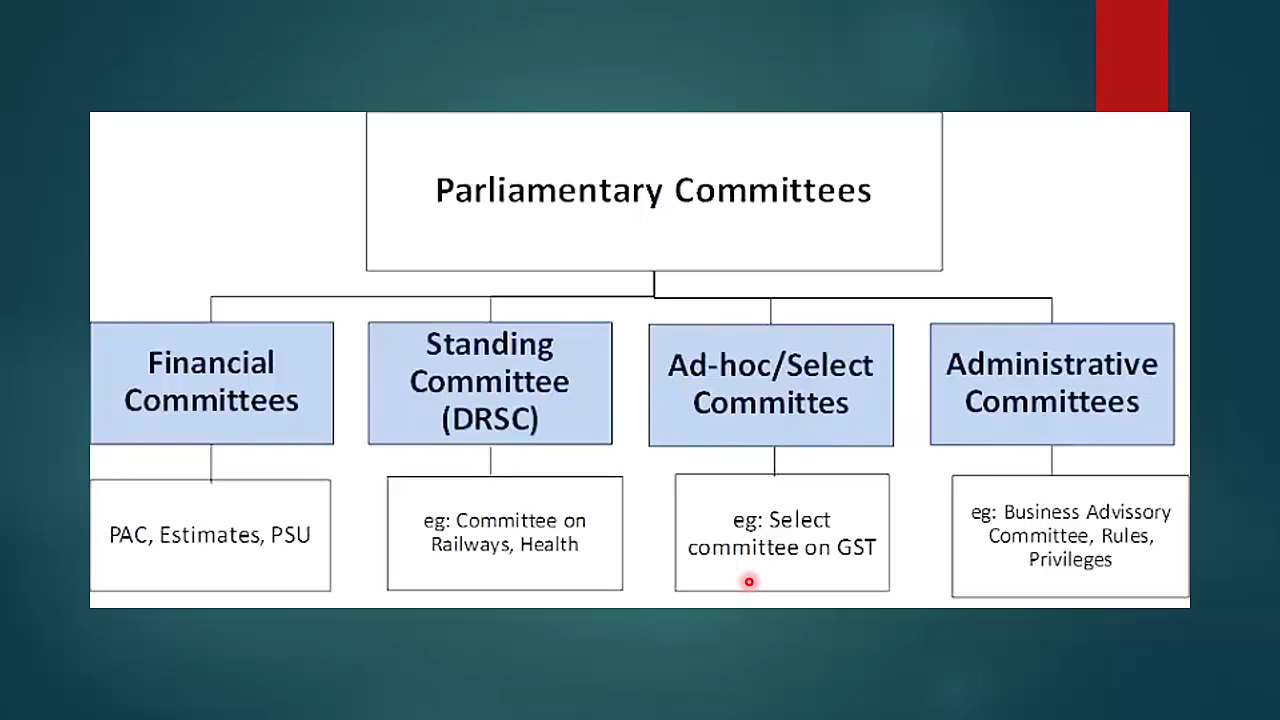 Parliamentary Committees
Financial
Committees
Standing
Committee
(DRSC)
Ad-hoc/Select
Committes
Administrative
Committees
PAC, Estimates, PSU
eg: Committee on
Railways, Health
eg: Select
committee on GST
eg: Business Advissory
Committee, Rules,
Privileges